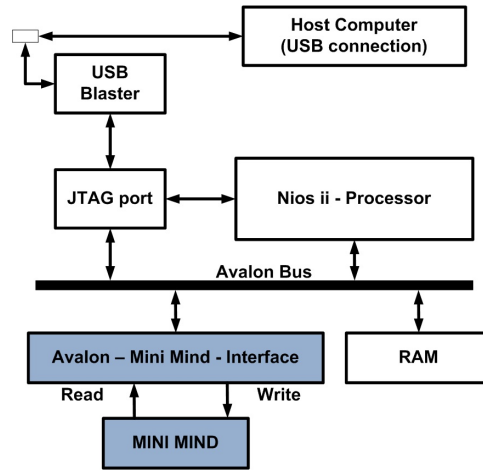 Host Computer
(USB connection)
USB
Blaster
JTAG port
Nios ii - Processor
Avalon Bus
Avalon – Mini Mind - Interface
RAM
Read
Write
MINI MIND